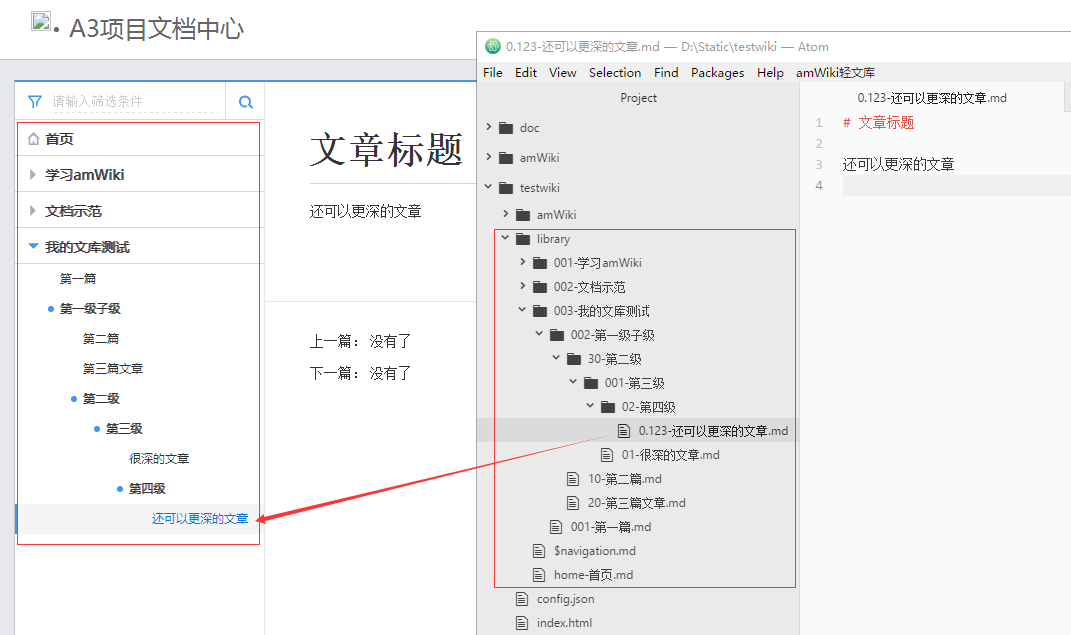 A3项目文档中心
请输入筛选条件
首页
学习amWiki
文档示范
我的文库测试
第一篇
第一级子级
第二篇
第三篇文章
第二级
第三级
很深的文章
第四级
还可以更深的文章
文章标题
还可以更深的文章
上一篇： 没有了
下一篇： 没有了
0.123-还可以更深的文章.md — D:\Static\testwiki — Atom
File Edit View Selection Find Packages Help amWiki轻文库
Project
doc
amWiki
testwiki
amWiki
library
001-学习amWiki
002-文档示范
003-我的文库测试
002-第一级子级
30-第二级
001-第三级
02-第四级
0.123-还可以更深的文章.md
01-很深的文章.md
10-第二篇.md
20-第三篇文章.md
001-第一篇.md
$navigation.md
home-首页.md
config.json
index.html
0.123-还可以更深的文章.md
1 # 文章标题
2
3 还可以更深的文章
4